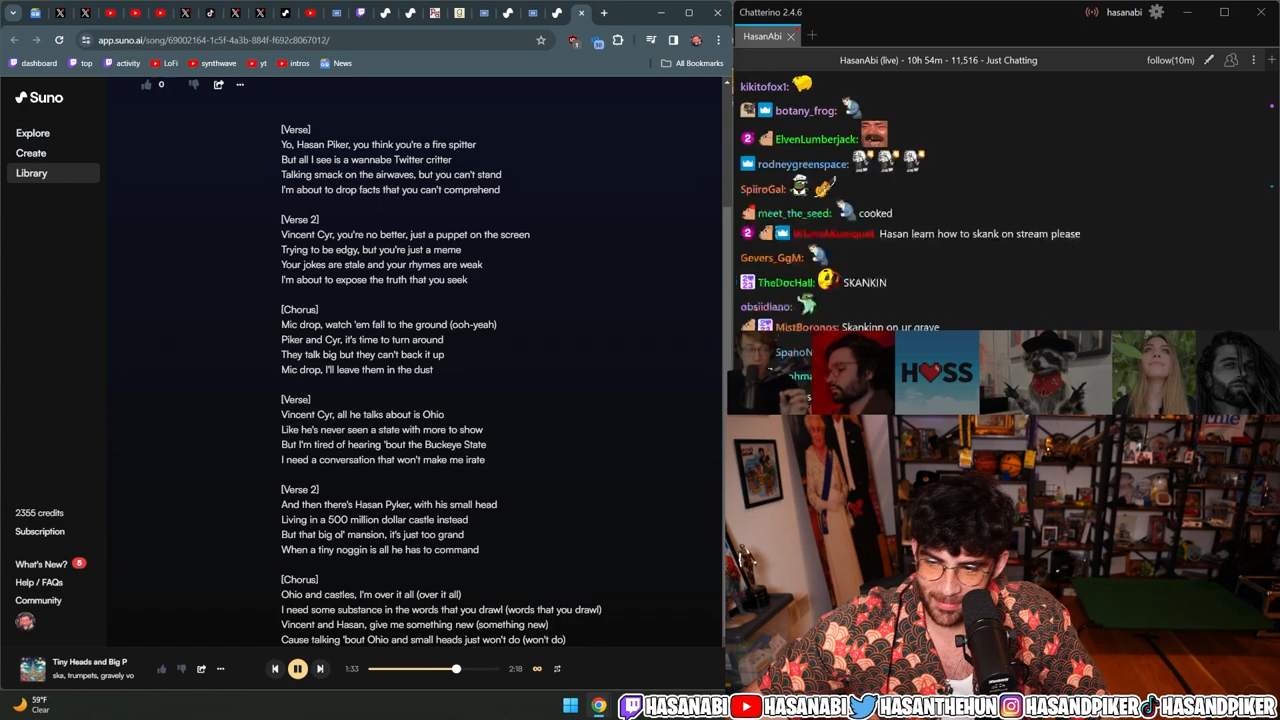 app.suno.ai/song/69002164-1c5f-4a3b-884f-f692c8067012/
dashboard
top
activity
LoFi
synthwave
yt
intros
News
All Bookmarks
Suno
Explore
Create
Library
2355 credits
Subscription
What's New? 6
Help / FAQs
Community
0
[Verse]
Yo, Hasan Piker, you think you're a fire spitter
But all I see is a wannabe Twitter critter
Talking smack on the airwaves, but you can't stand
I'm about to drop facts that you can't comprehend
[Verse 2]
Vincent Cyr, you're no better, just a puppet on the screen
Trying to be edgy, but you're just a meme
Your jokes are stale and your rhymes are weak
I'm about to expose the truth that you seek
[Chorus]
Mic drop, watch 'em fall to the ground (ooh-yeah)
Piker and Cyr, it's time to turn around
They talk big but they can't back it up
Mic drop, I'll leave them in the dust
[Verse]
Vincent Cyr, all he talks about is Ohio
Like he's never seen a state with more to show
But I'm tired of hearing 'bout the Buckeye State
I need a conversation that won't make me irate
[Verse 2]
And then there's Hasan Pyker, with his small head
Living in a 500 million dollar castle instead
But that big ol' mansion, it's just too grand
When a tiny noggin is all he has to command
[Chorus]
Ohio and castles, I'm over it all (over it all)
I need some substance in the words that you drawl (words that you drawl)
Vincent and Hasan, give me something new (something new)
Cause talking 'bout Ohio and small heads just won't do (won't do)
Tiny Heads and Big P
ska, trumpets, gravely vo
1:33
2:18
59°F
Clear
Chatterino 2.4.6
hasanabi
HasanAbi
HasanAbi (live) - 10h 54m - 11,516 - Just Chatting
follow(10m)
kikitofox1:
botany_frog:
ElvenLumberjack:
rodneygreenspace:
SpiiroGal:
meet_the_seed: cooked
Hasan learn how to skank on stream please
Gevers_GgM:
TheDocHall: SKANKIN
obsiidiano:
MistBoronos: Skankinn on ur grave
HOSS
HASANABI
HASANABI
HASANTHEHUN
HASANDPIKER
HASANDPIKER